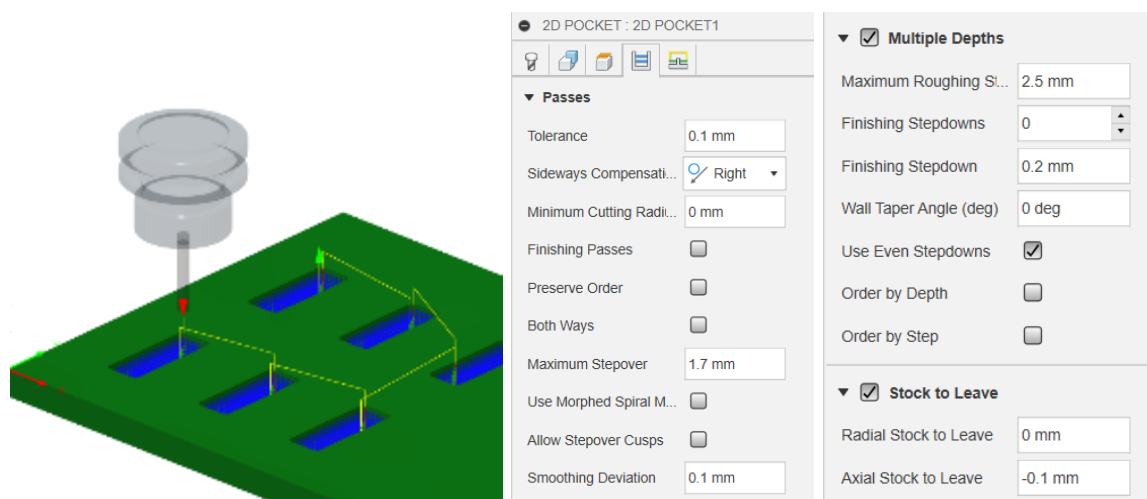 2D POCKET : 2D POCKET1
Passes
Tolerance 0.1 mm
Sideways Compensati... Right
Minimum Cutting Radi... 0 mm
Finishing Passes
Preserve Order
Both Ways
Maximum Stepover 1.7 mm
Use Morphed Spiral M...
Allow Stepover Cusps
Smoothing Deviation 0.1 mm
Multiple Depths
Maximum Roughing St... 2.5 mm
Finishing Stepdowns 0
Finishing Stepdown 0.2 mm
Wall Taper Angle (deg) 0 deg
Use Even Stepdowns
Order by Depth
Order by Step
Stock to Leave
Radial Stock to Leave 0 mm
Axial Stock to Leave -0.1 mm